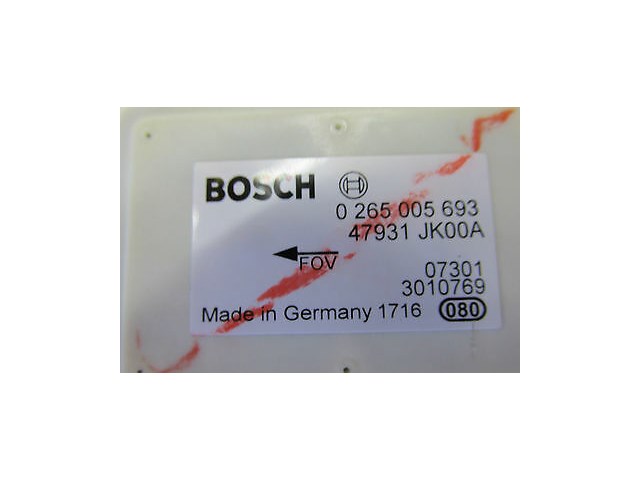 BOSCH
0 265 005 693
47931 JK00A
FOV
07301
3010769
Made in Germany 1716 080